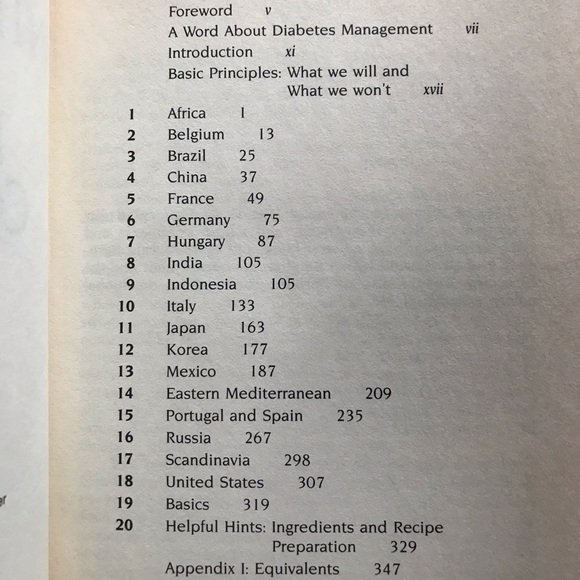 Foreword v
A Word About Diabetes Management vii
Introduction xi
Basic Principles: What we will and
What we won't xvii
1 Africa 1
2 Belgium 13
3 Brazil 25
4 China 37
5 France 49
6 Germany 75
7 Hungary 87
8 India 105
9 Indonesia 105
10 Italy 133
11 Japan 163
12 Korea 177
13 Mexico 187
14 Eastern Mediterranean 209
15 Portugal and Spain 235
16 Russia 267
17 Scandinavia 298
18 United States 307
19 Basics 319
20 Helpful Hints: Ingredients and Recipe
Preparation 329
Appendix I: Equivalents 347